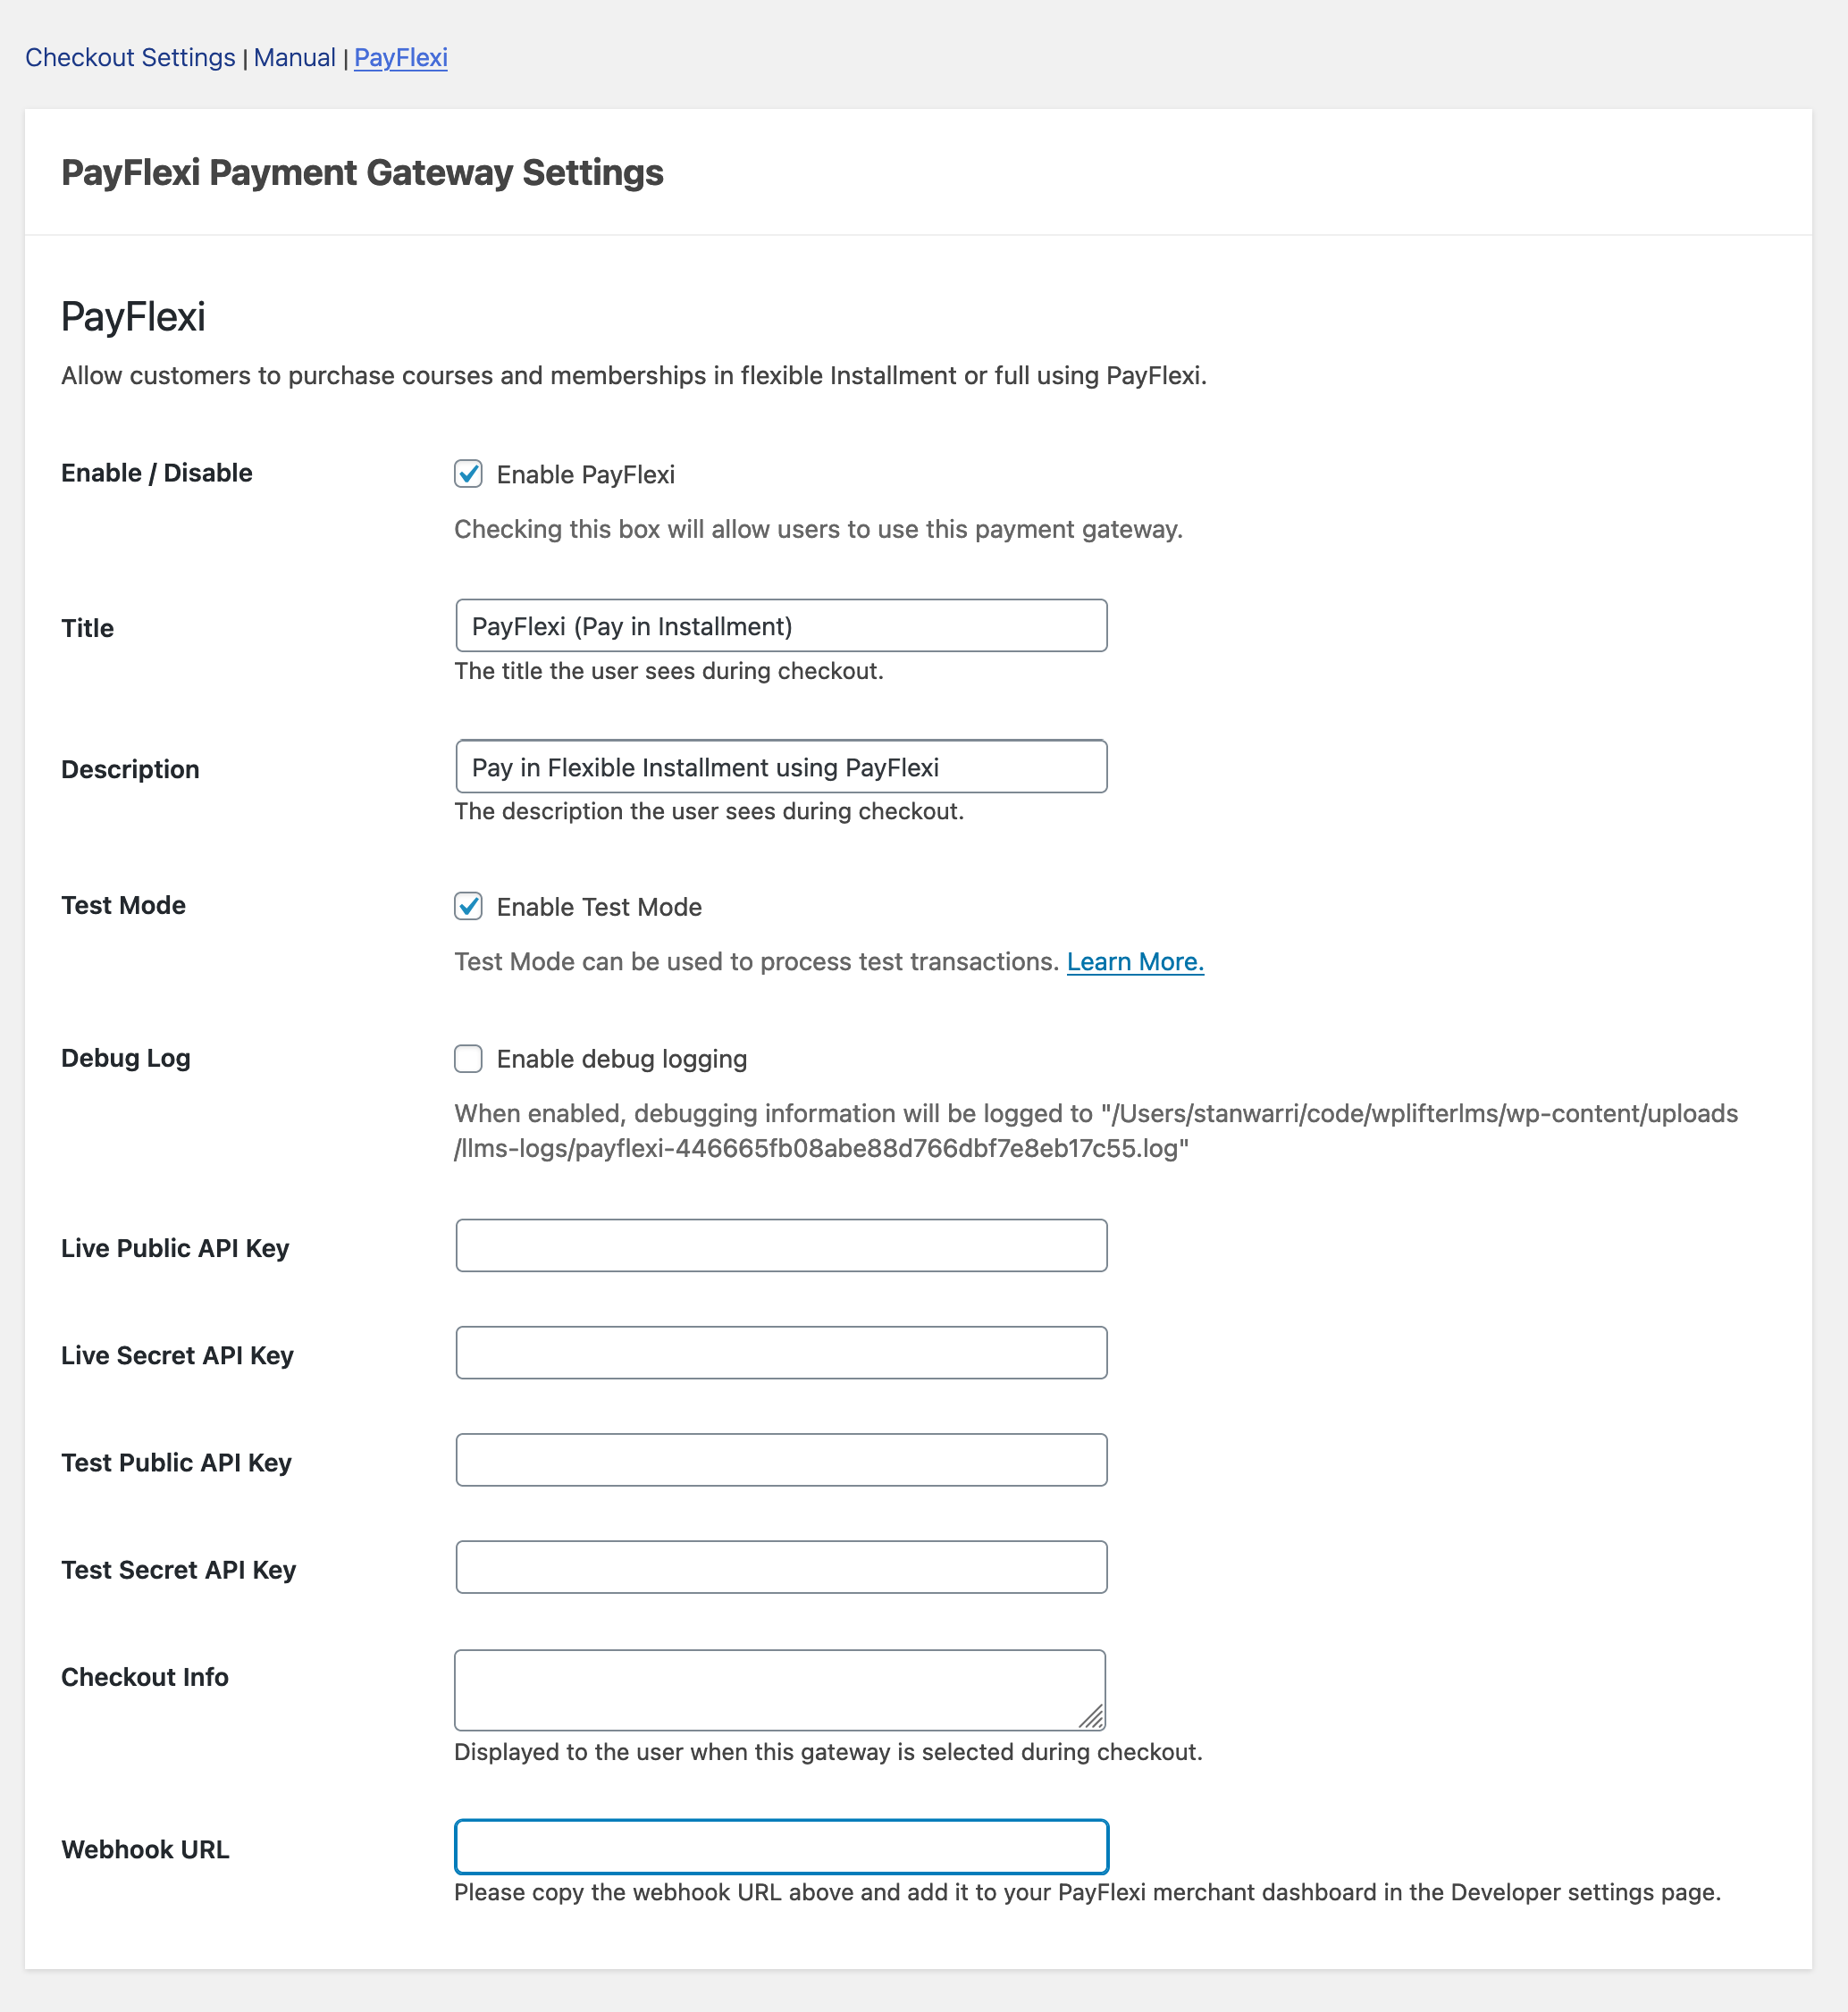 Checkout Settings | Manual | PayFlexi
PayFlexi Payment Gateway Settings
PayFlexi
Allow customers to purchase courses and memberships in flexible Installment or full using PayFlexi.
Enable / Disable
Enable PayFlexi
Checking this box will allow users to use this payment gateway.
Title
PayFlexi (Pay in Installment)
The title the user sees during checkout.
Description
Pay in Flexible Installment using PayFlexi
The description the user sees during checkout.
Test Mode
Enable Test Mode
Test Mode can be used to process test transactions. Learn More.
Debug Log
Enable debug logging
When enabled, debugging information will be logged to "/Users/stanwarri/code/wplifterlms/wp-content/uploads
/llms-logs/payflexi-446665fb08abe88d766dbf7e8eb17c55.log"
Live Public API Key
Live Secret API Key
Test Public API Key
Test Secret API Key
Checkout Info
Displayed to the user when this gateway is selected during checkout.
Webhook URL
Please copy the webhook URL above and add it to your PayFlexi merchant dashboard in the Developer settings page.